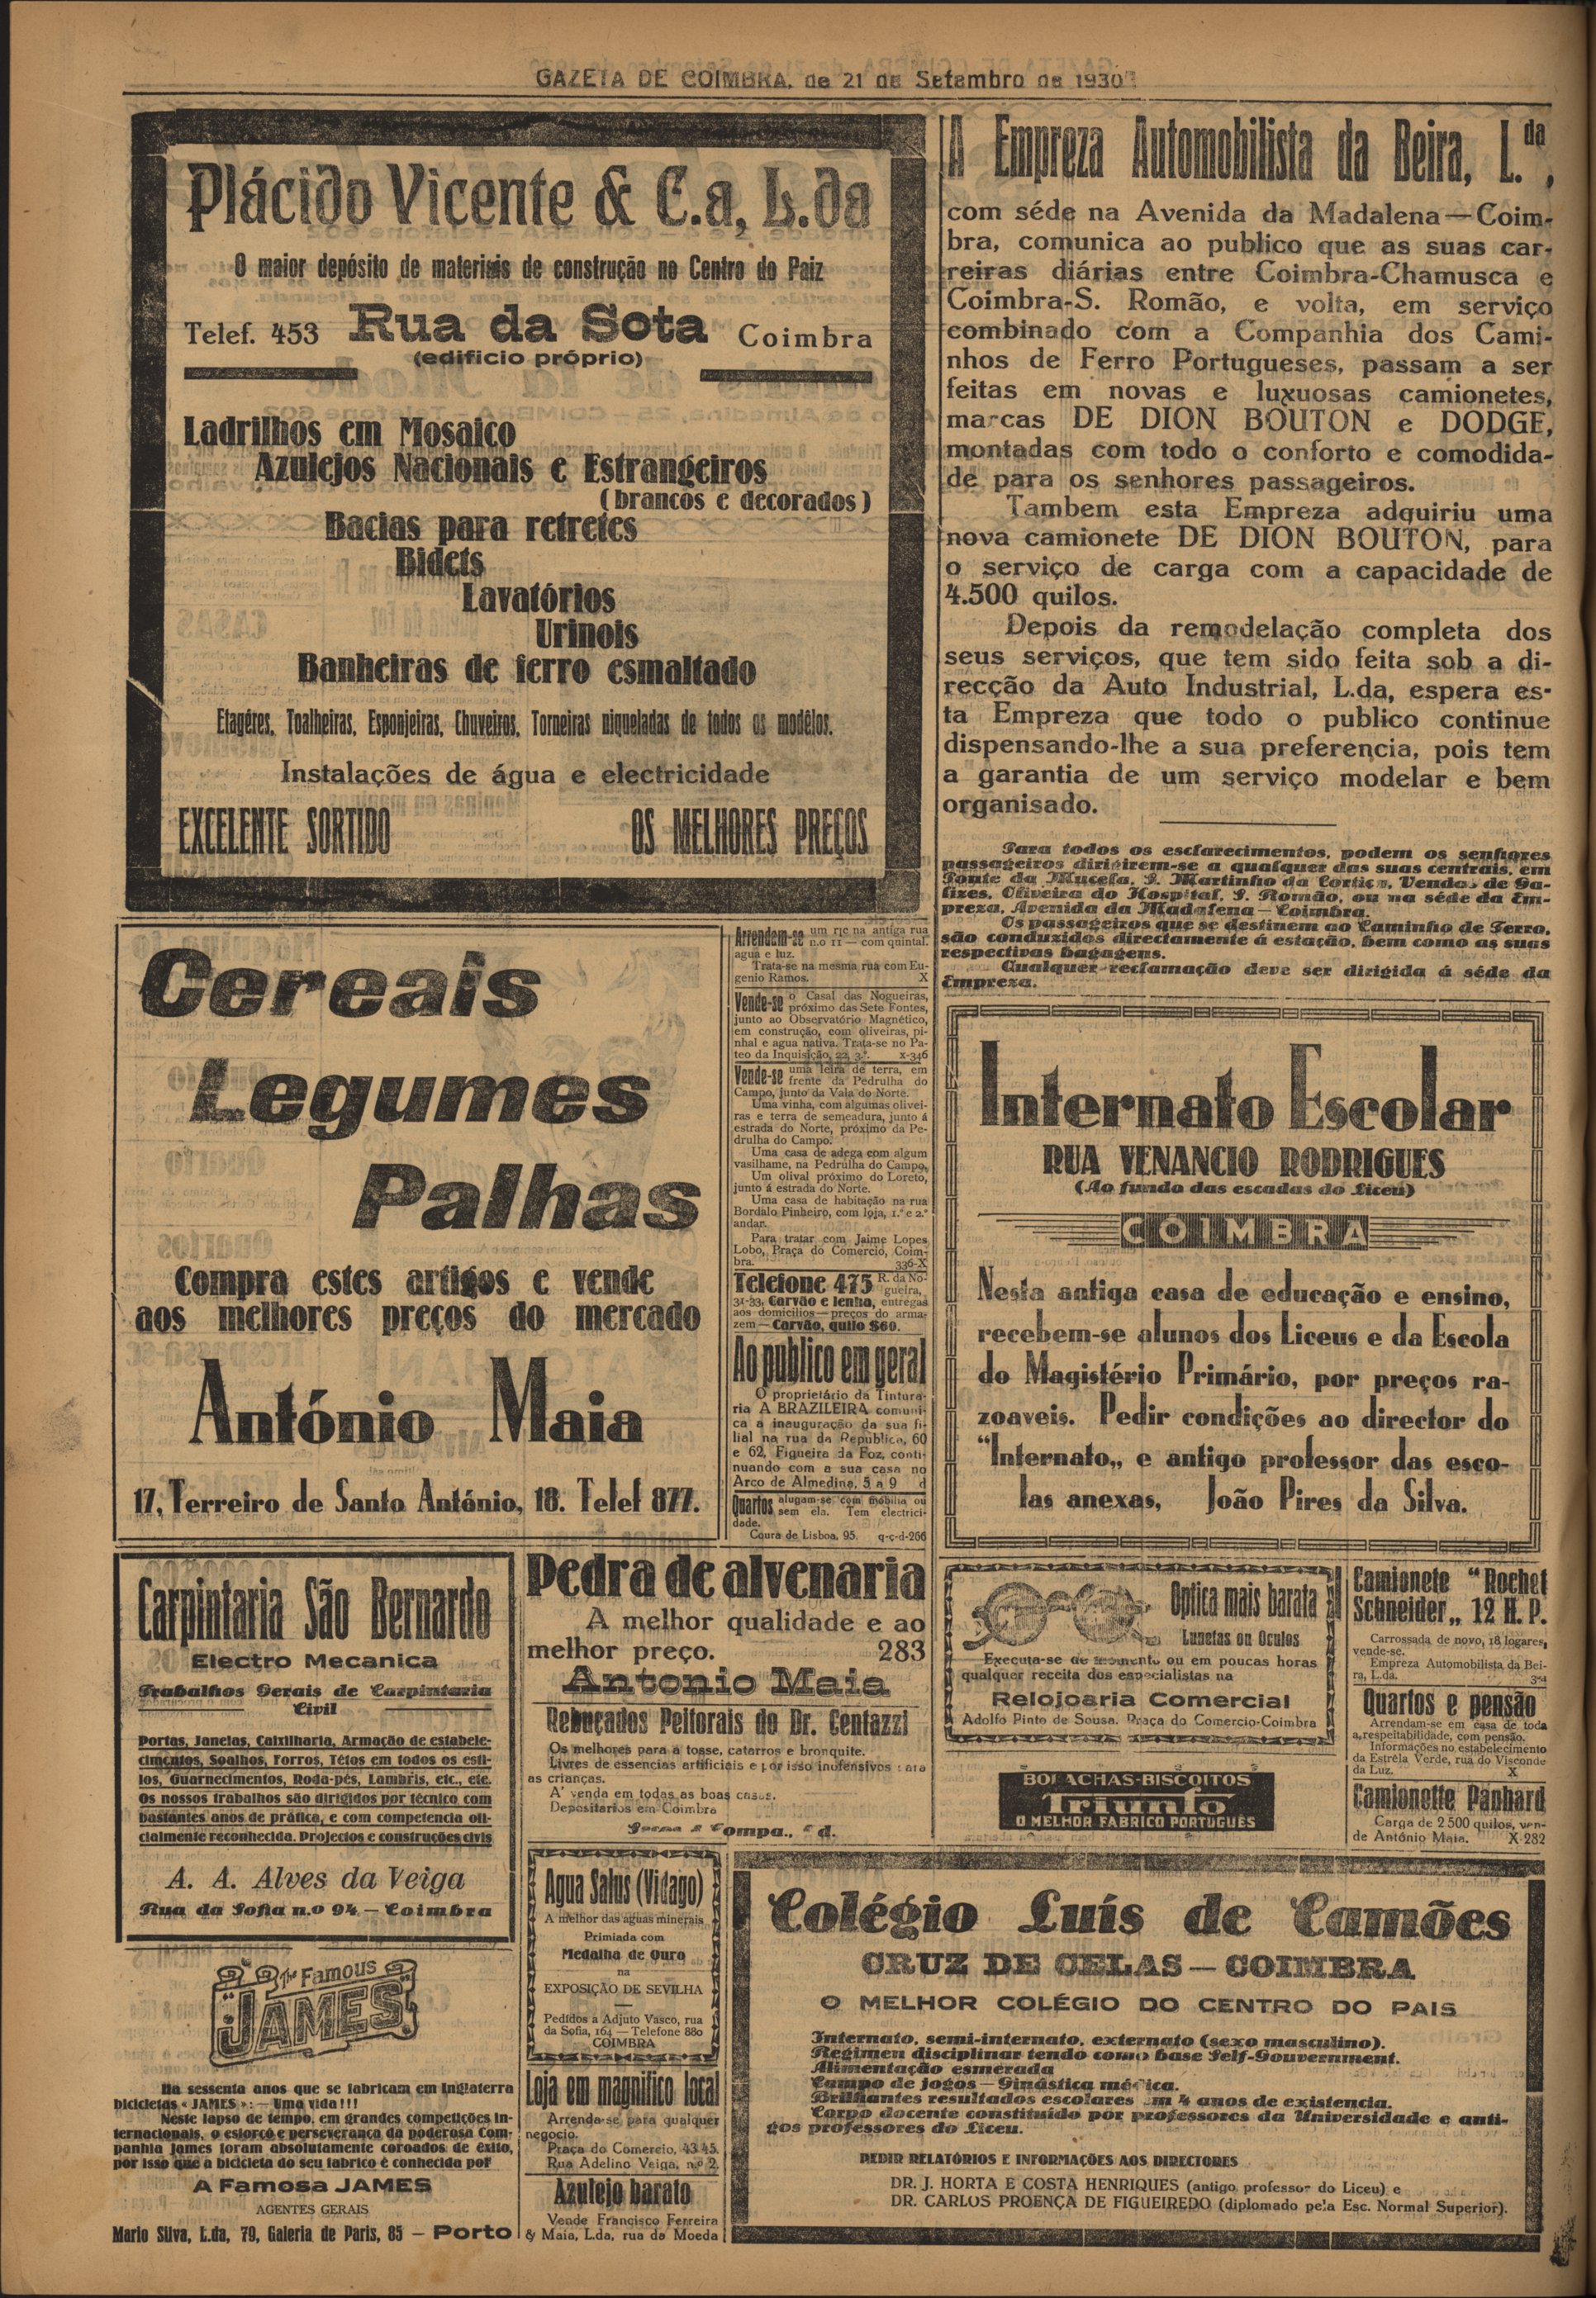 GAZETA DE COIMBRA, de 21 de Setembro de 1930
Plácido Vicente & C.a, L.da
O maior depósito de materiais de construção no Centro do Paiz
Telef. 453 Rua da Sota Coimbra
(edificio próprio)
Ladrilhos em Mosaico
Azulejos Nacionais e Estrangeiros
(brancos e decorados)
Bacias para retretes
Bidets
Lavatórios
Urinois
Banheiras de ferro esmaltado
Etagéres, Toalheiras, Esponjeiras, Chuveiros, Torneiras niqueladas de todos os modêlos.
Instalações de água e electricidade
EXCELENTE SORTIDO OS MELHORES PREÇOS
A Empreza Automobilista da Beira, L.da,
com séde na Avenida da Madalena—Coim-
bra, comunica ao publico que as suas car-
reiras diárias entre Coimbra-Chamusca e
Coimbra-S. Romão, e volta, em serviço
combinado com a Companhia dos Cami-
nhos de Ferro Portugueses, passam a ser
feitas em novas e luxuosas camionetes,
marcas DE DION BOUTON e DODGE,
montadas com todo o conforto e comodida-
de para os senhores passageiros.
Tambem esta Empreza adquiriu uma
nova camionete DE DION BOUTON, para
o serviço de carga com a capacidade de
4.500 quilos.
Depois da remodelação completa dos
seus serviços, que tem sido feita sob a di-
recção da Auto Industrial, L.da, espera es-
ta Empreza que todo o publico continue
dispensando-lhe a sua preferencia, pois tem
a garantia de um serviço modelar e bem
organisado.
Para todos os esclarecimentos, podem os senhores
passageiros dirigirem-se a qualquer das suas centrais, em
Ponte da Mucela, S. Martinho da Cortiça, Vendas de Ga-
lizes, Oliveira do Hospital, S. Romão, ou na séde da Em-
preza, Avenida da Madalena—Coimbra.
Os passageiros que se destinem ao Caminho de Ferro,
são conduzidos directamente á estação, bem como as suas
respectivas bagagens.
Qualquer reclamação deve ser dirigida á séde da
Empreza.
Cereais
Legumes
Palhas
Compra estes artigos e vende
aos melhores preços do mercado
António Maia
17, Terreiro de Santo António, 18. Telef 877.
Arrendam-se um r|c na antiga rua
n.o 11 — com quintal,
agua e luz.
Trata-se na mesma rua com Eu-
genio Ramos. X
Vende-se o Casal das Nogueiras,
próximo das Sete Fontes,
junto ao Observatório Magnético,
em construção, com oliveiras, pi-
nhal e agua nativa. Trata-se no Pa-
teo da Inquisição, 22, 3.º. x-346
Vende-se uma leira de terra, em
frente da Pedrulha do
Campo, junto da Vala do Norte.
Uma vinha, com algumas olivei-
ras e terra de semeadura, junto á
estrada do Norte, próximo da Pe-
drulha do Campo.
Uma casa de adega com algum
vasilhame, na Pedrulha do Campo,
Um olival próximo do Loreto,
junto á estrada do Norte.
Uma casa de habitação na rua
Bordalo Pinheiro, com loja, 1.º e 2.º
andar.
Para tratar com Jaime Lopes
Lobo, Praça do Comercio, Coim-
bra. 336-X
Telefone 475 R. da No-
gueira,
31-33, Carvão e lenha, entregas
aos domicilios—preços do arma-
zem—Carvão, quilo $60.
Ao publico em geral
O proprietário da Tintura-
ria A BRAZILEIRA comuni-
ca a inauguração da sua fi-
lial na rua da Republica, 60
e 62, Figueira da Foz, conti-
nuando com a sua casa no
Arco de Almedina, 5 a 9 d
Quartos alugam-se com mobilia ou
sem ela. Tem electrici-
dade.
Coura de Lisboa, 95. q-ç-d-266
Internato Escolar
RUA VENANCIO RODRIGUES
(Ao fundo das escadas do Liceu)
COIMBRA
Nesta antiga casa de educação e ensino,
recebem-se alunos dos Liceus e da Escola
do Magistério Primário, por preços ra-
zoaveis. Pedir condições ao director do
"Internato,, e antigo professor das esco-
las anexas, João Pires da Silva.
Carpintaria São Bernardo
Electro Mecanica
Trabalhos Gerais de Carpintaria
Civil
Portas, Janelas, Caixilharia, Armação de estabele-
cimentos, Soalhos, Forros, Tétos em todos os esti-
los, Guarnecimentos, Roda-pés, Lambris, etc., etc.
Os nossos trabalhos são dirigidos por técnico com
bastantes anos de prática, e com competencia ofi-
cialmente reconhecida. Projectos e construções civis
A. A. Alves da Veiga
Rua da Sofia n.o 94—Coimbra
Pedra de alvenaria
A melhor qualidade e ao
melhor preço. 283
Antonio Maia
Rebuçados Peitorais do Dr. Centazzi
Os melhores para a tosse, catarros e bronquite.
Livres de essencias artificiais e por isso inofensivos para
as crianças.
A' venda em todas as boas casas.
Depositarios em Coimbra
Optica mais barata
Lunetas ou Oculos
Executa-se de momento ou em poucas horas
qualquer receita dos especialistas na
Relojoaria Comercial
Adolfo Pinto de Sousa. Praça do Comercio-Coimbra
BOLACHAS-BISCOITOS
Triunfo
O MELHOR FABRICO PORTUGUÊS
Camionete "Rochet
Schneider,, 12 H. P.
Carrossada de novo, 18 logares,
vende-se.
Empreza Automobilista da Bei-
ra, L.da.
Quartos e pensão
Arrendam-se em casa de toda
a respeitabilidade, com pensão.
Informações no estabelecimento
da Estrêla Verde, rua do Visconde
da Luz. X
Camionette Panhard
Carga de 2500 quilos, ven-
de António Maia. X-282
The Famous
JAMES
Ha sessenta anos que se fabricam em Inglaterra
bicicletas « JAMES »: — Uma vida!!!
Neste lapso de tempo, em grandes competições in-
ternacionais, o esforço e perseverança da poderosa Com-
panhia James foram absolutamente coroados de êxito,
por isso que a bicicleta do seu fabrico é conhecida por
A Famosa JAMES
AGENTES GERAIS
Mario Silva, L.da, 79, Galeria de Paris, 85 — Porto
Agua Salus (Vidago)
A melhor das aguas minerais
Primiada com
Medalha de Ouro
na
EXPOSIÇÃO DE SEVILHA
Pedidos a Adjuto Vasco, rua
da Sofia, 164—Telefone 880
COIMBRA
Loja em magnifico local
Arrenda-se para qualquer
negocio.
Praça do Comercio, 43 45.
Rua Adelino Veiga, n.º 2.
Azulejo barato
Vende Francisco Ferreira
& Maia, L.da, rua da Moeda
Colégio Luís de Camões
CRUZ DE CELAS—COIMBRA
O MELHOR COLÉGIO DO CENTRO DO PAIS
Internato, semi-internato, externato (sexo masculino).
Regimen disciplinar tendo como base Self-Gouvernment.
Alimentação esmerada
Campo de jogos—Ginástica médica.
Brilhantes resultados escolares em 4 anos de existencia.
Corpo docente constituído por professores da Universidade e anti-
gos professores do Liceu.
PEDIR RELATÓRIOS E INFORMAÇÕES AOS DIRECTORES
DR. J. HORTA E COSTA HENRIQUES (antigo professor do Liceu) e
DR. CARLOS PROENÇA DE FIGUEIREDO (diplomado pela Esc. Normal Superior).